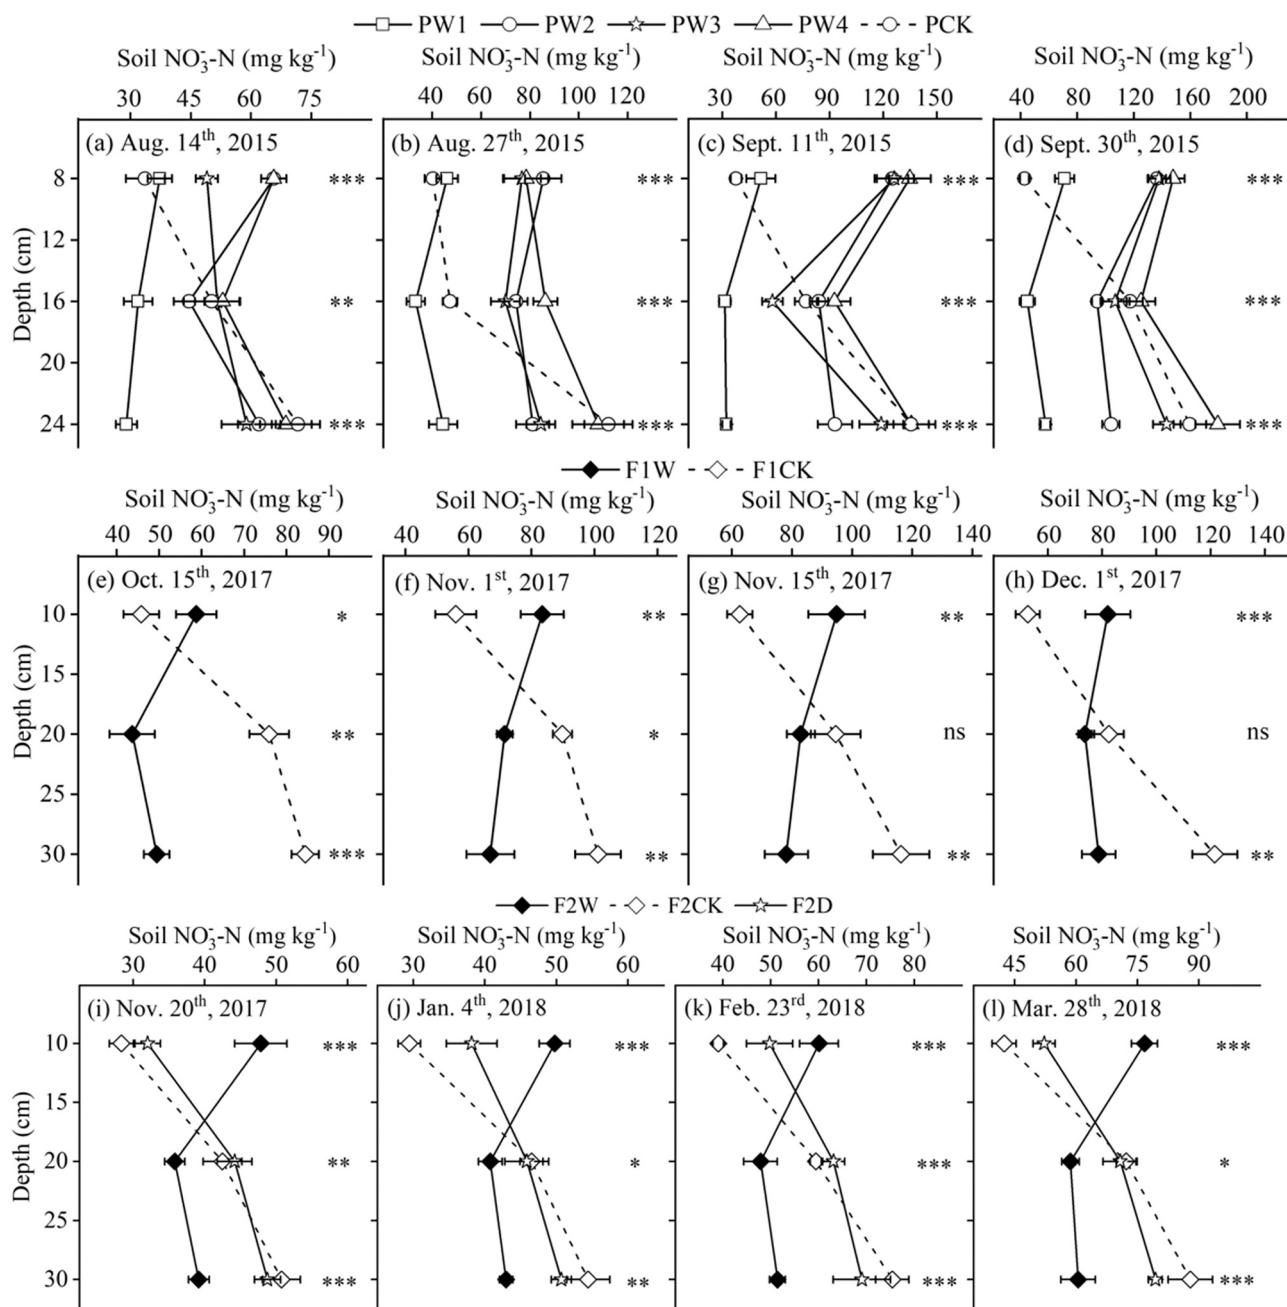 PW1 PW2 PW3 PW4 PCK
Soil NO₃⁻-N (mg kg⁻¹) Soil NO₃⁻-N (mg kg⁻¹) Soil NO₃⁻-N (mg kg⁻¹) Soil NO₃⁻-N (mg kg⁻¹)
30 45 60 75 40 60 80 100 120 30 60 90 120 150 40 80 120 160 200
(a) Aug. 14th, 2015 (b) Aug. 27th, 2015 (c) Sept. 11th, 2015 (d) Sept. 30th, 2015
8 *** *** *** ***
12
Depth (cm)
16 ** *** *** ***
20
24 *** *** *** ***
F1W F1CK
Soil NO₃⁻-N (mg kg⁻¹) Soil NO₃⁻-N (mg kg⁻¹) Soil NO₃⁻-N (mg kg⁻¹) Soil NO₃⁻-N (mg kg⁻¹)
40 50 60 70 80 90 40 60 80 100 120 60 80 100 120 140 60 80 100 120 140
(e) Oct. 15th, 2017 (f) Nov. 1st, 2017 (g) Nov. 15th, 2017 (h) Dec. 1st, 2017
10 * ** ** ***
15
Depth (cm)
20 ** * ns ns
25
30 *** ** ** **
F2W F2CK F2D
Soil NO₃⁻-N (mg kg⁻¹) Soil NO₃⁻-N (mg kg⁻¹) Soil NO₃⁻-N (mg kg⁻¹) Soil NO₃⁻-N (mg kg⁻¹)
30 40 50 60 30 40 50 60 40 50 60 70 80 45 60 75 90
(i) Nov. 20th, 2017 (j) Jan. 4th, 2018 (k) Feb. 23rd, 2018 (l) Mar. 28th, 2018
10 *** *** *** ***
15
Depth (cm)
20 ** * *** *
25
30 *** ** *** ***